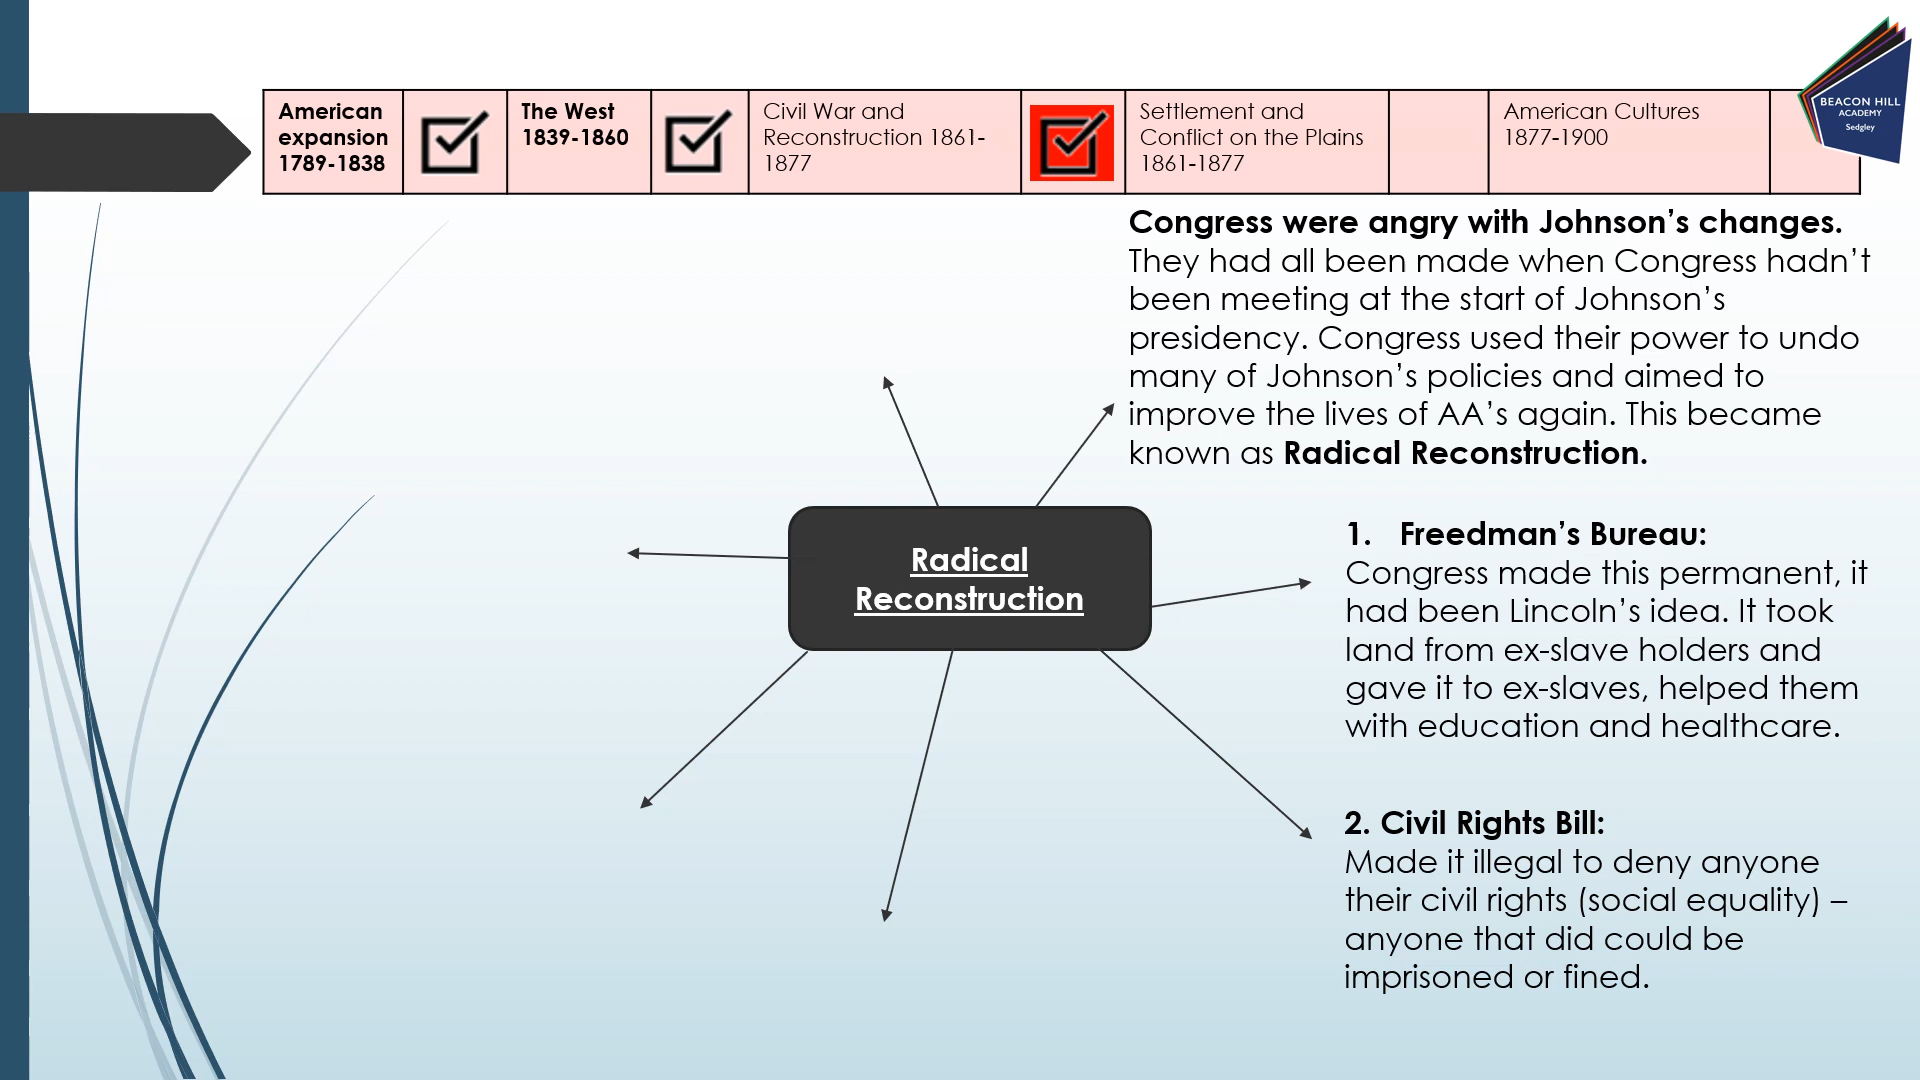 American
expansion
1789-1838
The West
1839-1860
Civil War and
Reconstruction 1861-
1877
Settlement and
Conflict on the Plains
1861-1877
American Cultures
1877-1900
BEACON HILL
ACADEMY
Sedgley
Congress were angry with Johnson’s changes.
They had all been made when Congress hadn’t
been meeting at the start of Johnson’s
presidency. Congress used their power to undo
many of Johnson’s policies and aimed to
improve the lives of AA’s again. This became
known as Radical Reconstruction.
Radical
Reconstruction
1. Freedman’s Bureau:
Congress made this permanent, it
had been Lincoln’s idea. It took
land from ex-slave holders and
gave it to ex-slaves, helped them
with education and healthcare.
2. Civil Rights Bill:
Made it illegal to deny anyone
their civil rights (social equality) –
anyone that did could be
imprisoned or fined.